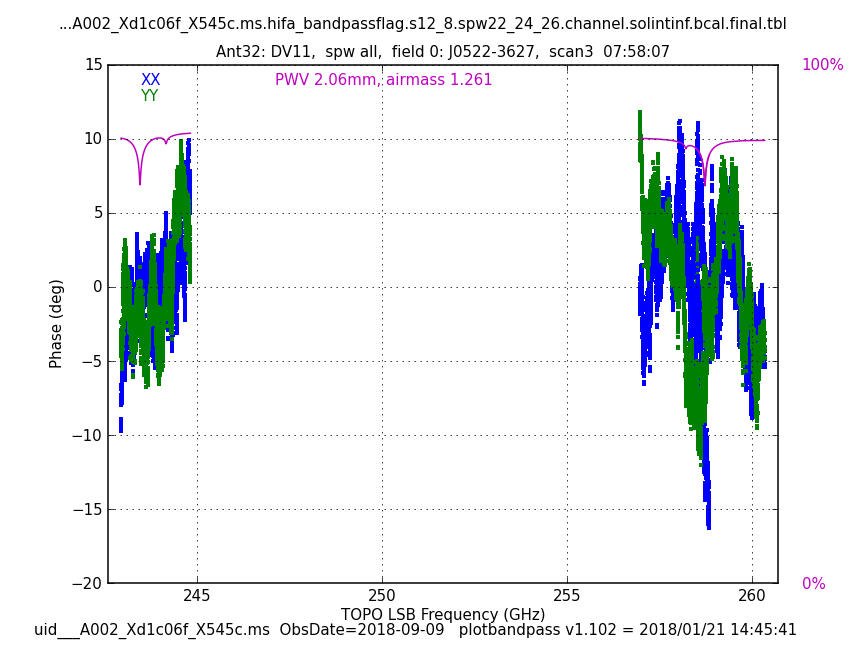 ...A002_Xd1c06f_X545c.ms.hifa_bandpassflag.s12_8.spw22_24_26.channel.solintinf.bcal.final.tbl
Ant32: DV11,  spw all,  field 0: J0522-3627,  scan3  07:58:07
15
100%
XX
PWV 2.06mm, airmass 1.261
YY
10
5
0
Phase (deg)
−5
−10
−15
−20
0%
245
250
255
260
TOPO LSB Frequency (GHz)
uid___A002_Xd1c06f_X545c.ms  ObsDate=2018-09-09   plotbandpass v1.102 = 2018/01/21 14:45:41